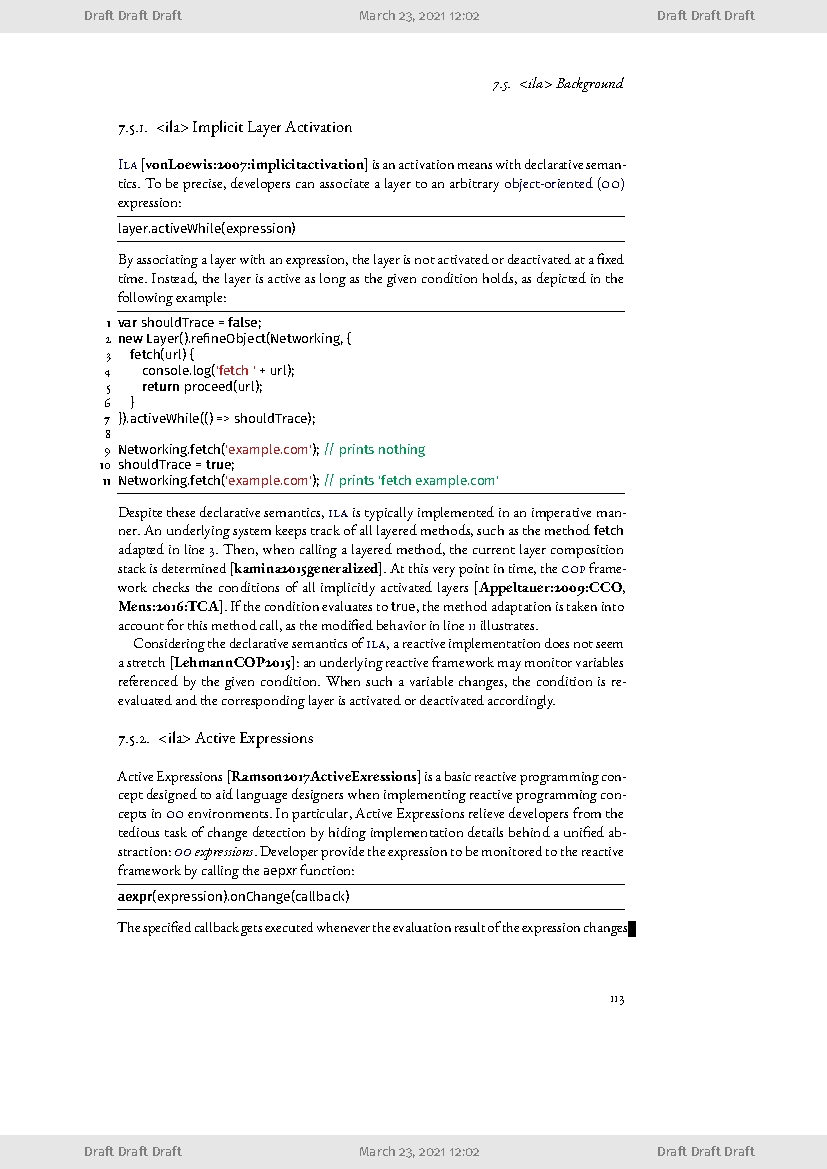 Draft Draft Draft March 23, 2021 12:02 Draft Draft Draft
7.5. <ila> Background
7.5.1. <ila> Implicit Layer Activation
ILA [vonLoewis:2007:implicitactivation] is an activation means with declarative seman-
tics. To be precise, developers can associate a layer to an arbitrary object-oriented (OO)
expression:
layer.activeWhile(expression)
By associating a layer with an expression, the layer is not activated or deactivated at a fixed
time. Instead, the layer is active as long as the given condition holds, as depicted in the
following example:
1 var shouldTrace = false;
2 new Layer().refineObject(Networking, {
3 fetch(url) {
4 console.log('fetch ' + url);
5 return proceed(url);
6 }
7 }).activeWhile(() => shouldTrace);
8
9 Networking.fetch('example.com'); // prints nothing
10 shouldTrace = true;
11 Networking.fetch('example.com'); // prints 'fetch example.com'
Despite these declarative semantics, ILA is typically implemented in an imperative man-
ner. An underlying system keeps track of all layered methods, such as the method fetch
adapted in line 3. Then, when calling a layered method, the current layer composition
stack is determined [kamina2015generalized]. At this very point in time, the COP frame-
work checks the conditions of all implicitly activated layers [Appeltauer:2009:CCO,
Mens:2016:TCA]. If the condition evaluates to true, the method adaptation is taken into
account for this method call, as the modified behavior in line 11 illustrates.
Considering the declarative semantics of ILA, a reactive implementation does not seem
a stretch [LehmannCOP2015]: an underlying reactive framework may monitor variables
referenced by the given condition. When such a variable changes, the condition is re-
evaluated and the corresponding layer is activated or deactivated accordingly.
7.5.2. <ila> Active Expressions
Active Expressions [Ramson2017ActiveExressions] is a basic reactive programming con-
cept designed to aid language designers when implementing reactive programming con-
cepts in OO environments. In particular, Active Expressions relieve developers from the
tedious task of change detection by hiding implementation details behind a unified ab-
straction: OO expressions. Developer provide the expression to be monitored to the reactive
framework by calling the aepxr function:
aexpr(expression).onChange(callback)
The specified callback gets executed whenever the evaluation result of the expression changes
113
Draft Draft Draft March 23, 2021 12:02 Draft Draft Draft